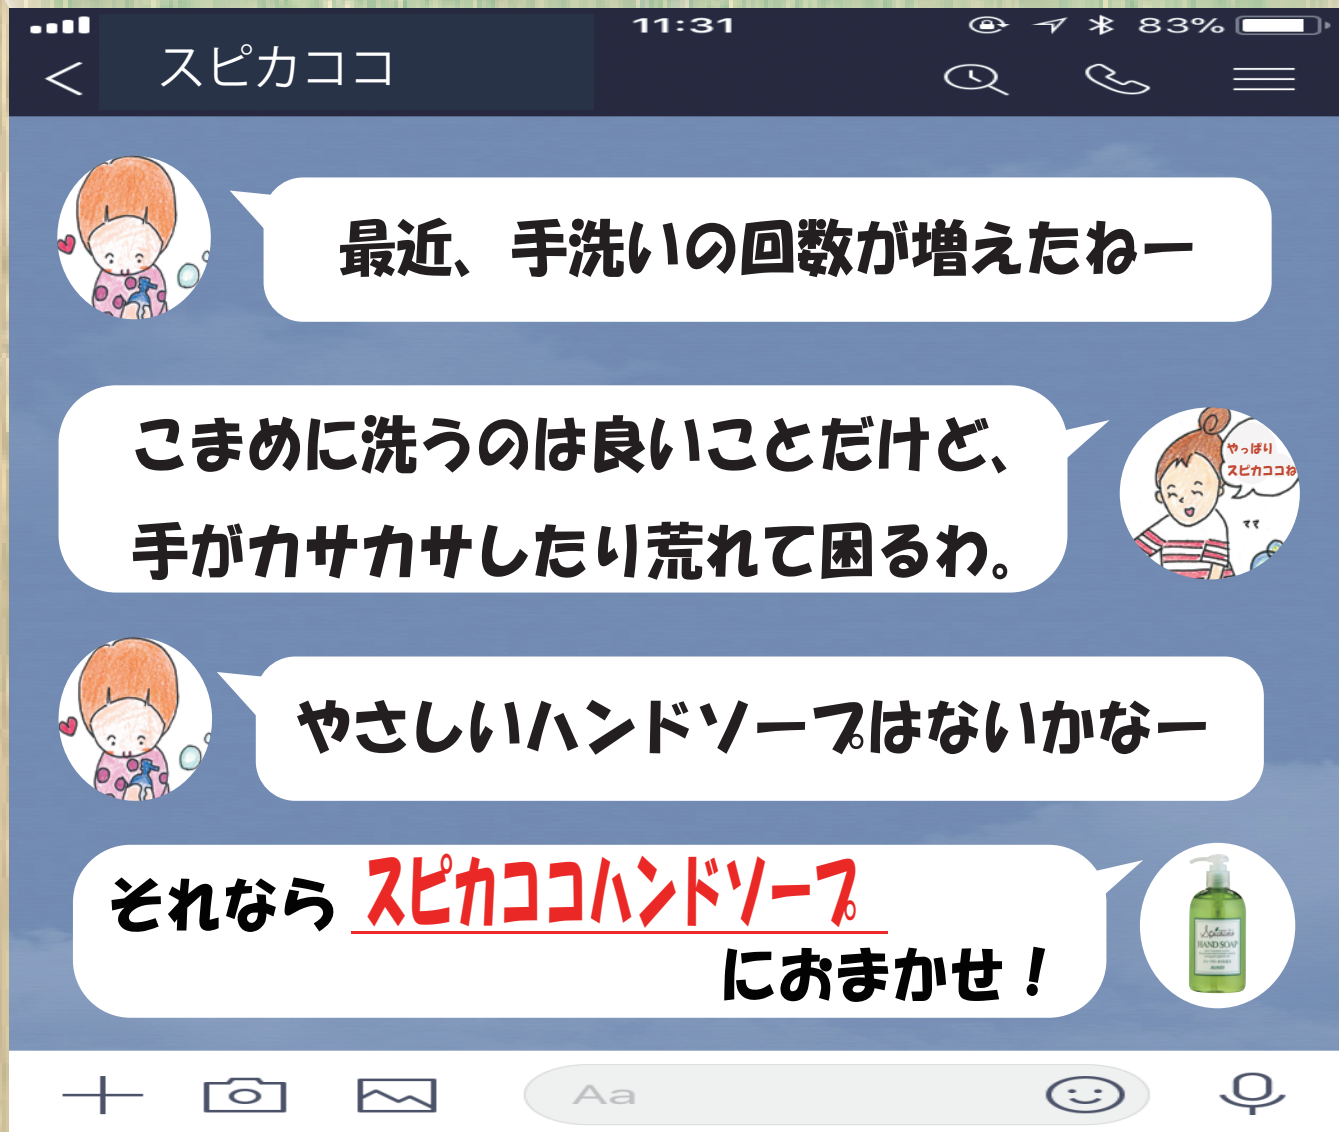 11:31
83%
スピカココ
最近、手洗いの回数が増えたねー
こまめに洗うのは良いことだけど、
手がカサカサしたり荒れて困るわ。
やっぱり
スピカココね
やさしいハンドソープはないかなー
それなら スピカココハンドソープ
におまかせ！
HAND SOAP
Aa